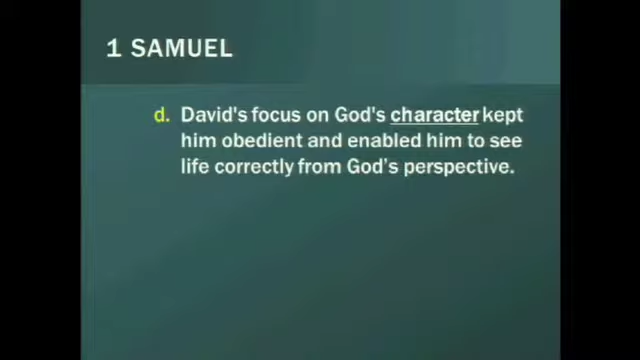 1 SAMUEL
d. David's focus on God's character kept
him obedient and enabled him to see
life correctly from God's perspective.